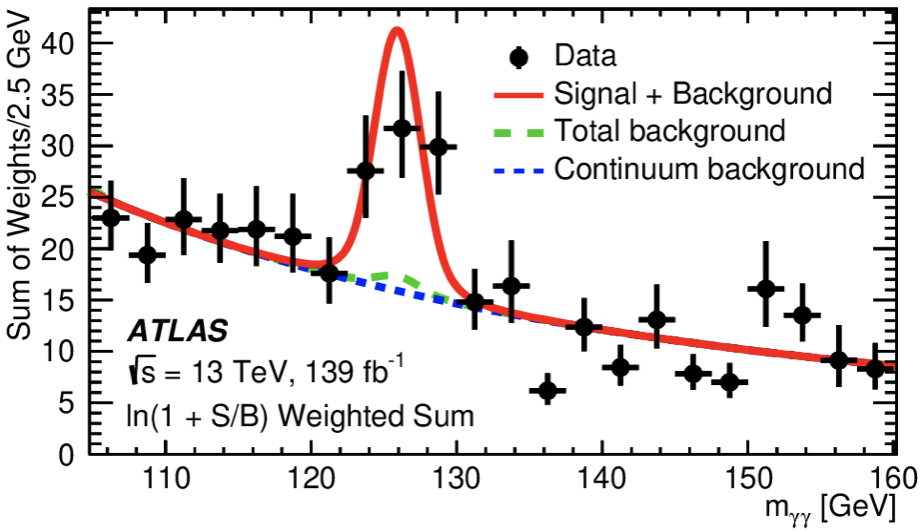 Sum of Weights/2.5 GeV
40
35
30
25
20
15
10
5
0
Data
Signal + Background
Total background
Continuum background
ATLAS
√s = 13 TeV, 139 fb⁻¹
ln(1 + S/B) Weighted Sum
110 120 130 140 150 160
mγγ [GeV]